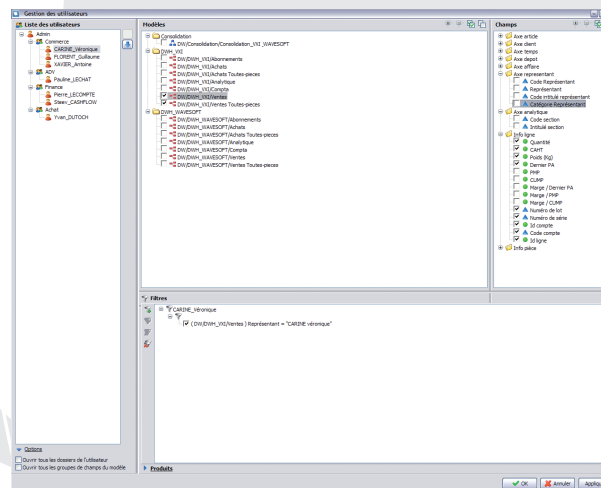 Gestion des utilisateurs
Liste des utilisateurs
Admin
Commerce
CARINE_Véronique
FLORENT_Guillaume
XAVIER_Antoine
ADV
Pauline_LECHAT
Finance
Pierre_LECOMPTE
Steev_CASHFLOW
Achat
Yvan_DUTOCH
Options
Ouvrir tous les dossiers de l'utilisateur
Ouvrir tous les groupes de champs du modèle
Modèles
Consolidation
DW/Consolidation/Consolidation_VXI_WAVESOFT
DWH_VXI
DW/DWH_VXI/Abonnements
DW/DWH_VXI/Achats
DW/DWH_VXI/Achats Toutes-pieces
DW/DWH_VXI/Analytique
DW/DWH_VXI/Compta
DW/DWH_VXI/Ventes
DW/DWH_VXI/Ventes Toutes-pieces
DWH_WAVESOFT
DW/DWH_WAVESOFT/Abonnements
DW/DWH_WAVESOFT/Achats
DW/DWH_WAVESOFT/Achats Toutes-pieces
DW/DWH_WAVESOFT/Analytique
DW/DWH_WAVESOFT/Compta
DW/DWH_WAVESOFT/Ventes
DW/DWH_WAVESOFT/Ventes Toutes-pieces
Champs
Axe article
Axe client
Axe temps
Axe depot
Axe affaire
Axe representant
Code Représentant
Représentant
Code intitulé représentant
Catégorie Représentant
Axe analytique
Code section
Intitulé section
Info ligne
Quantité
CAHT
Poids (Kg)
Dernier PA
PMP
CUMP
Marge / Dernier PA
Marge / PMP
Marge / CUMP
Numéro de lot
Numéro de série
Id compte
Code compte
Id ligne
Info pièce
Filtres
CARINE_Véronique
( DW/DWH_VXI/Ventes ) Représentant = "CARINE véronique"
Produits
OK
Annuler
Appliqu